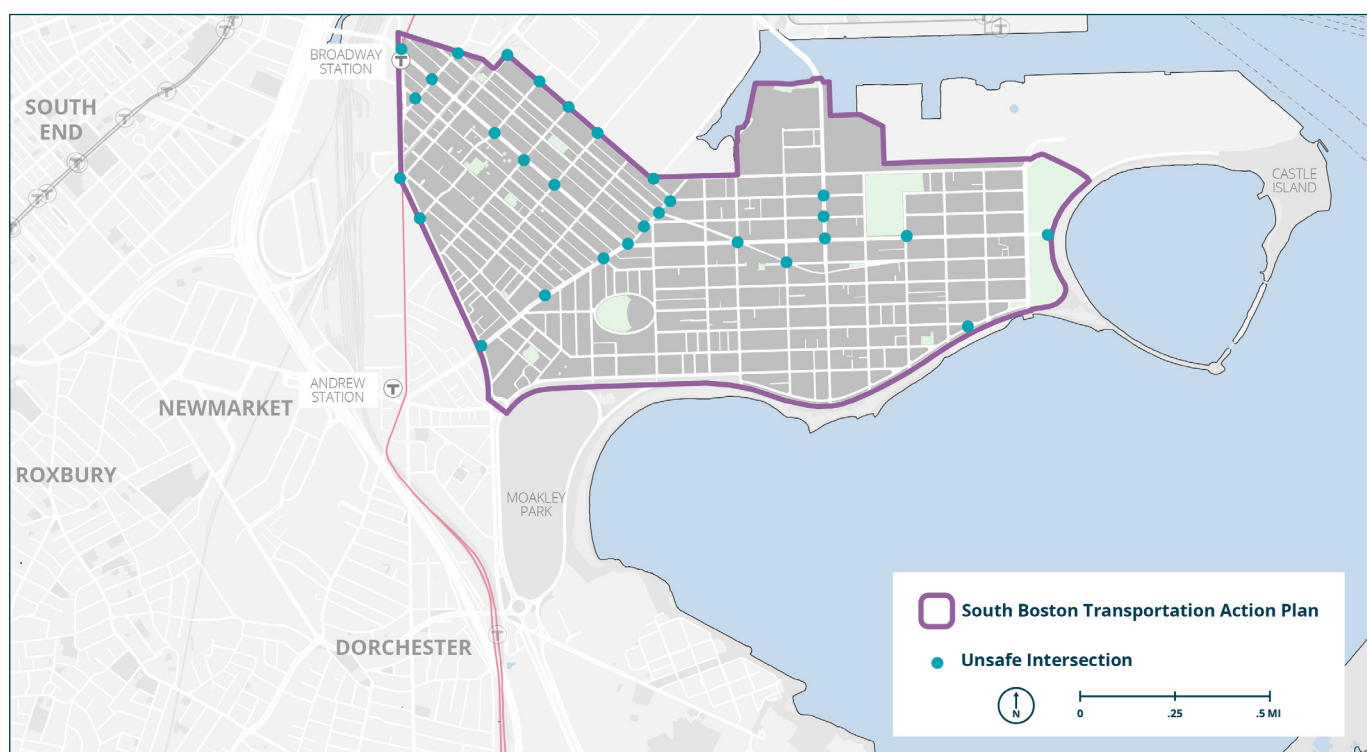 BROADWAY
STATION
T
T
SOUTH
END
T
T
T
CASTLE
ISLAND
ANDREW
STATION
T
NEWMARKET
ROXBURY
MOAKLEY
PARK
DORCHESTER
T
South Boston Transportation Action Plan
Unsafe Intersection
N
0
.25
.5 MI